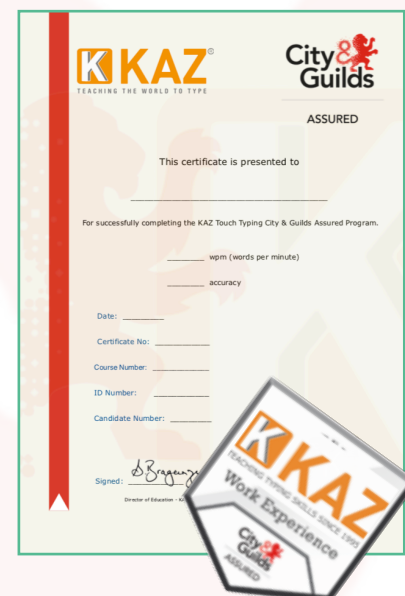 KAZ®
TEACHING THE WORLD TO TYPE
City &
Guilds
ASSURED
This certificate is presented to
For successfully completing the KAZ Touch Typing City & Guilds Assured Program.
wpm (words per minute)
accuracy
Date:
Certificate No:
Course Number:
ID Number:
Candidate Number:
Signed:
Director of Education -
KAZ
TEACHING TYPING SKILLS SINCE 1995
Work Experience
City &
Guilds
ASSURED